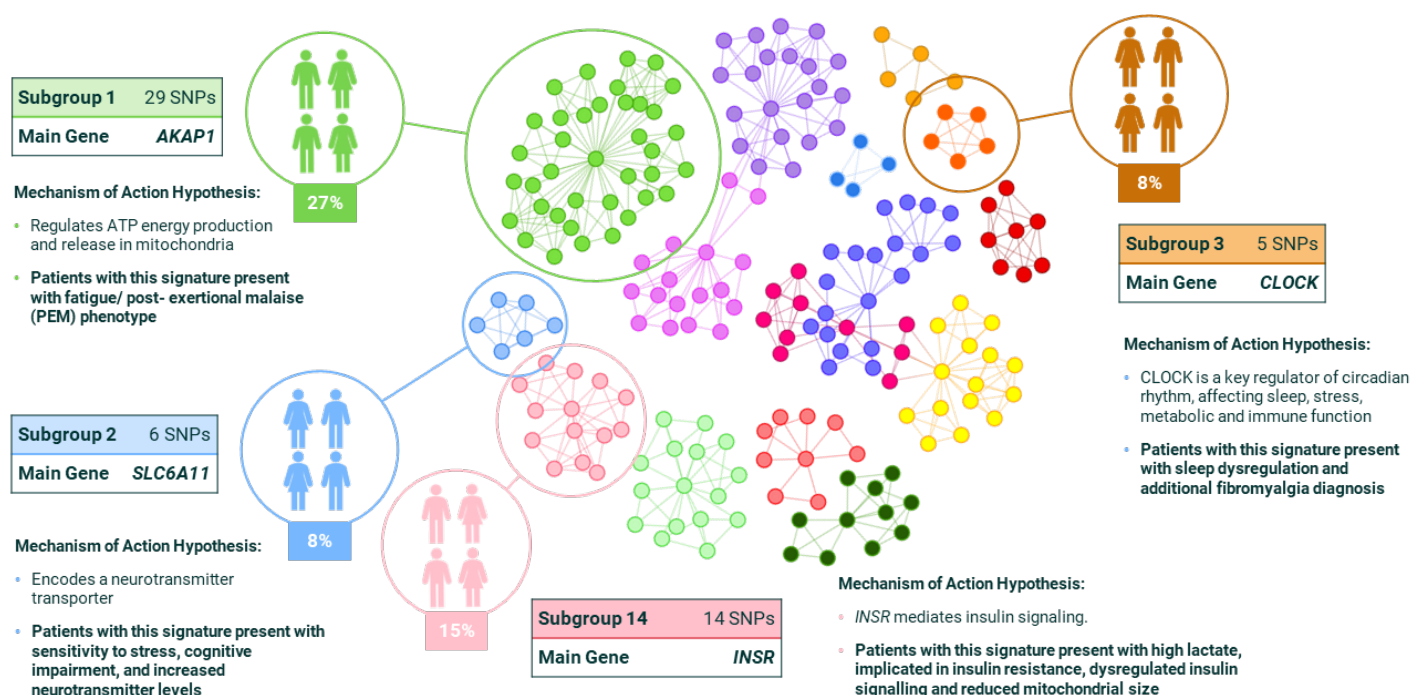 Subgroup 1 29 SNPs
Main Gene AKAP1
27%
Mechanism of Action Hypothesis:
• Regulates ATP energy production
and release in mitochondria
• Patients with this signature present
with fatigue/ post- exertional malaise
(PEM) phenotype
Subgroup 2 6 SNPs
Main Gene SLC6A11
8%
Mechanism of Action Hypothesis:
• Encodes a neurotransmitter
transporter
• Patients with this signature present with
sensitivity to stress, cognitive
impairment, and increased
neurotransmitter levels
15%
Subgroup 14 14 SNPs
Main Gene INSR
Mechanism of Action Hypothesis:
• INSR mediates insulin signaling.
• Patients with this signature present with high lactate,
implicated in insulin resistance, dysregulated insulin
signalling and reduced mitochondrial size
8%
Subgroup 3 5 SNPs
Main Gene CLOCK
Mechanism of Action Hypothesis:
• CLOCK is a key regulator of circadian
rhythm, affecting sleep, stress,
metabolic and immune function
• Patients with this signature present
with sleep dysregulation and
additional fibromyalgia diagnosis